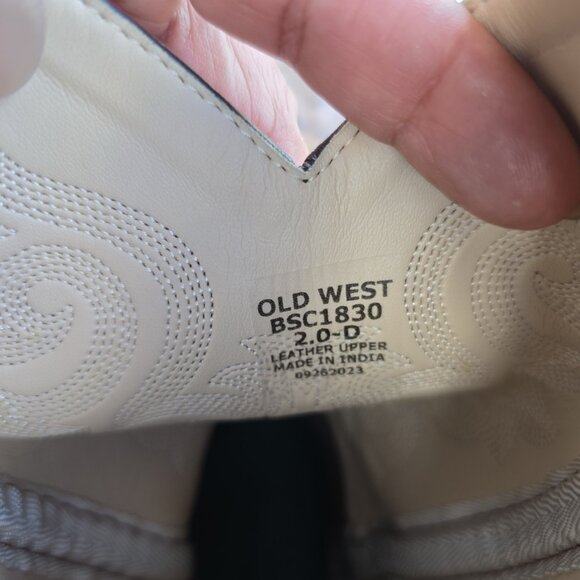 OLD WEST
BSC1830
2.0-D
LEATHER UPPER
MADE IN INDIA
09262023